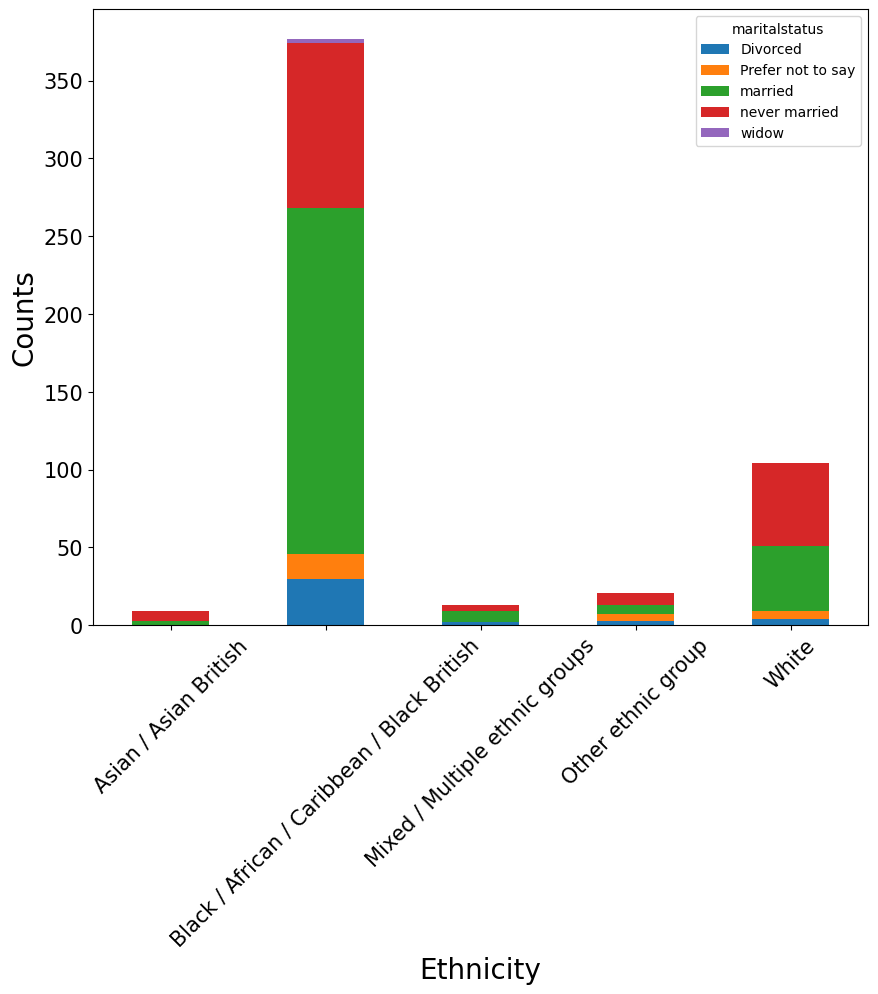 maritalstatus
Divorced
Prefer not to say
married
never married
widow
Counts
350
300
250
200
150
100
50
0
Asian / Asian British
Black / African / Caribbean / Black British
Mixed / Multiple ethnic groups
Other ethnic group
White
Ethnicity